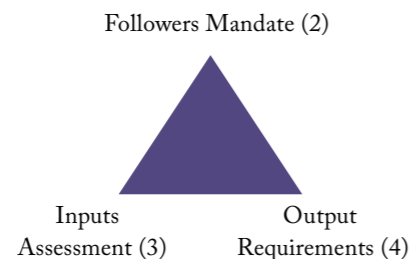 Followers Mandate (2)
Inputs
Assessment (3)
Output
Requirements (4)